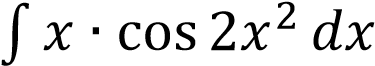 ∫ x · cos 2x² dx